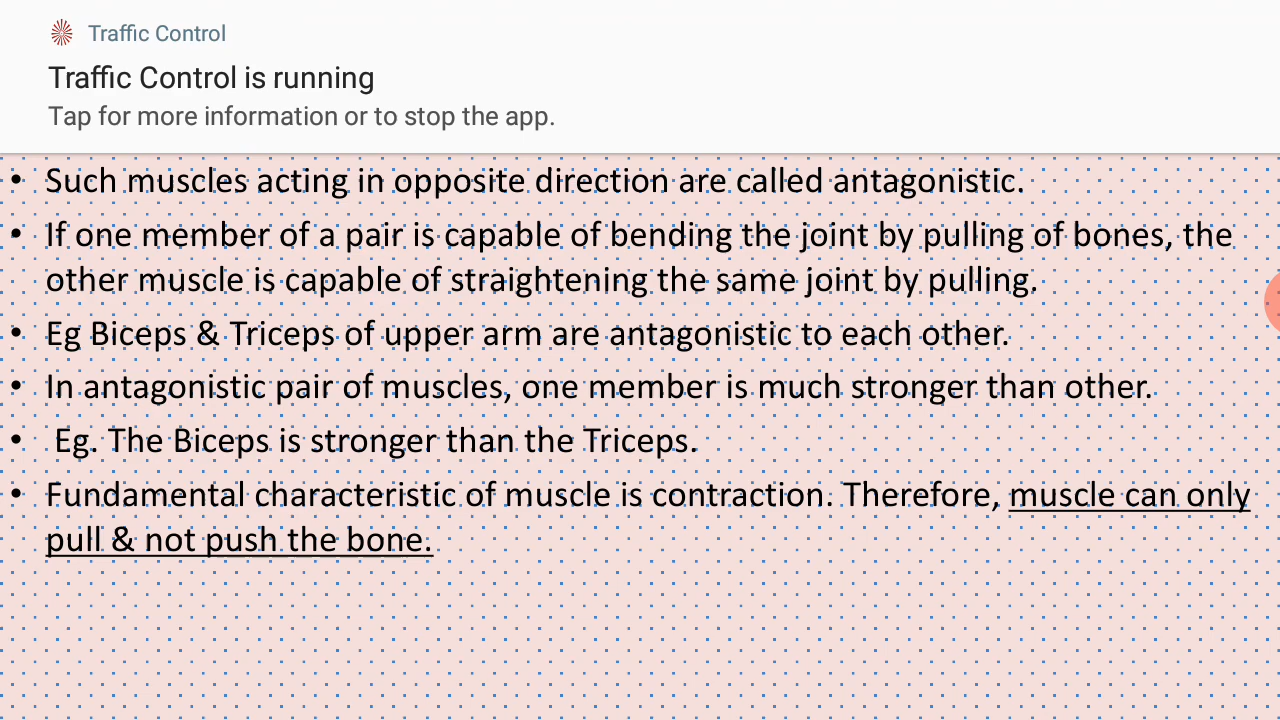 Traffic Control
Traffic Control is running
Tap for more information or to stop the app.
• Such muscles acting in opposite direction are called antagonistic.
• If one member of a pair is capable of bending the joint by pulling of bones, the
other muscle is capable of straightening the same joint by pulling.
• Eg Biceps & Triceps of upper arm are antagonistic to each other.
• In antagonistic pair of muscles, one member is much stronger than other.
• Eg. The Biceps is stronger than the Triceps.
• Fundamental characteristic of muscle is contraction. Therefore, muscle can only
pull & not push the bone.